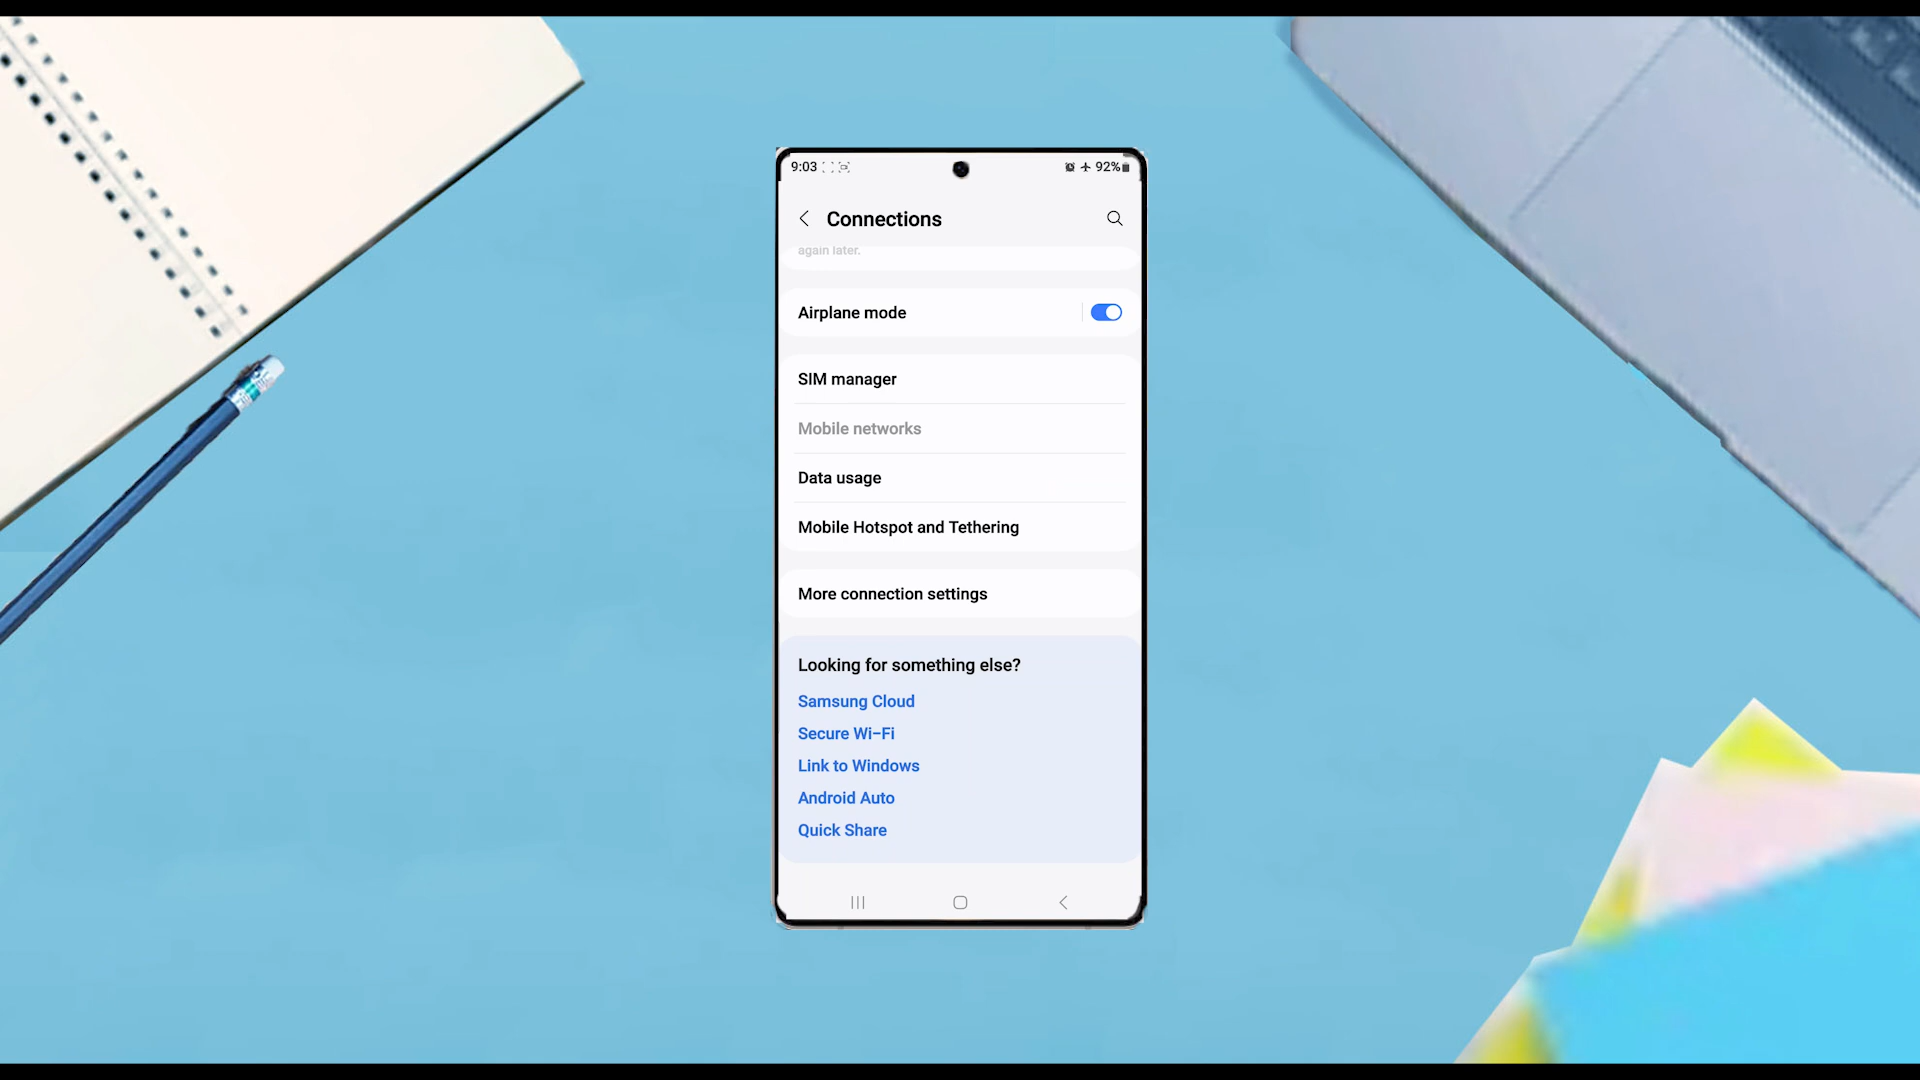 9:03 92%
Connections
again later.
Airplane mode
SIM manager
Mobile networks
Data usage
Mobile Hotspot and Tethering
More connection settings
Looking for something else?
Samsung Cloud
Secure Wi-Fi
Link to Windows
Android Auto
Quick Share